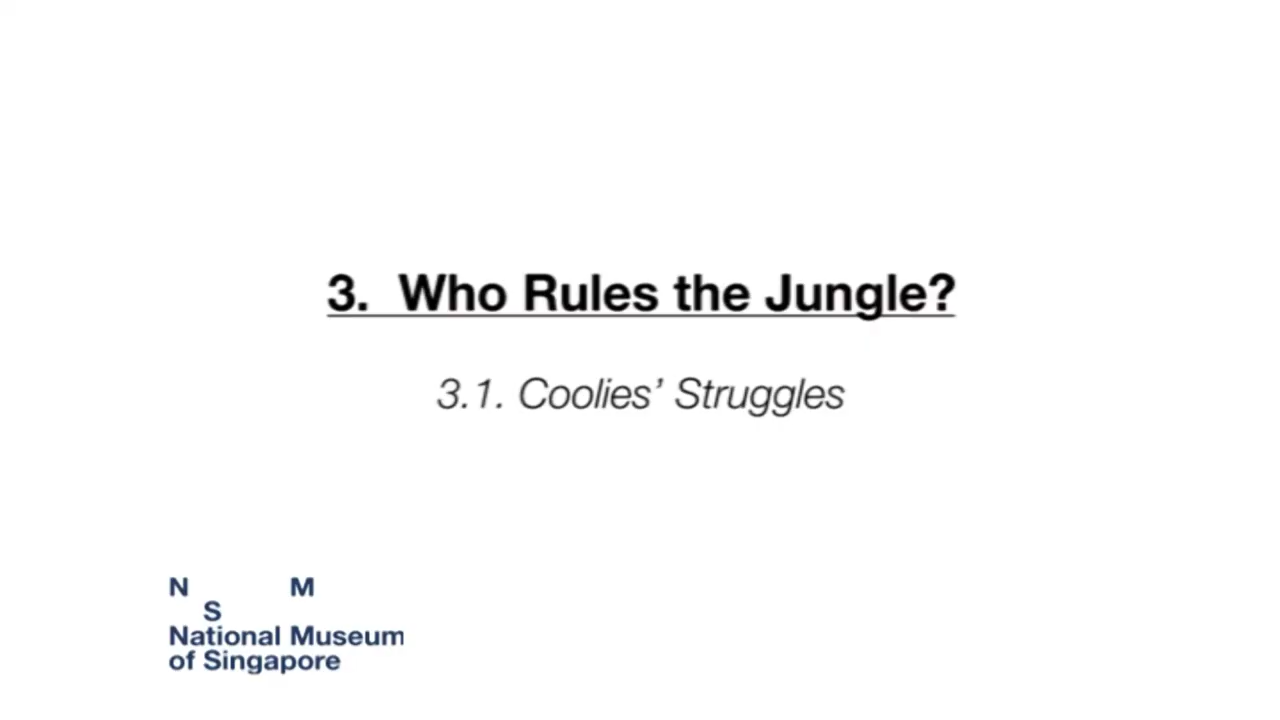 3. Who Rules the Jungle?
3.1. Coolies’ Struggles
N M
S
National Museum
of Singapore